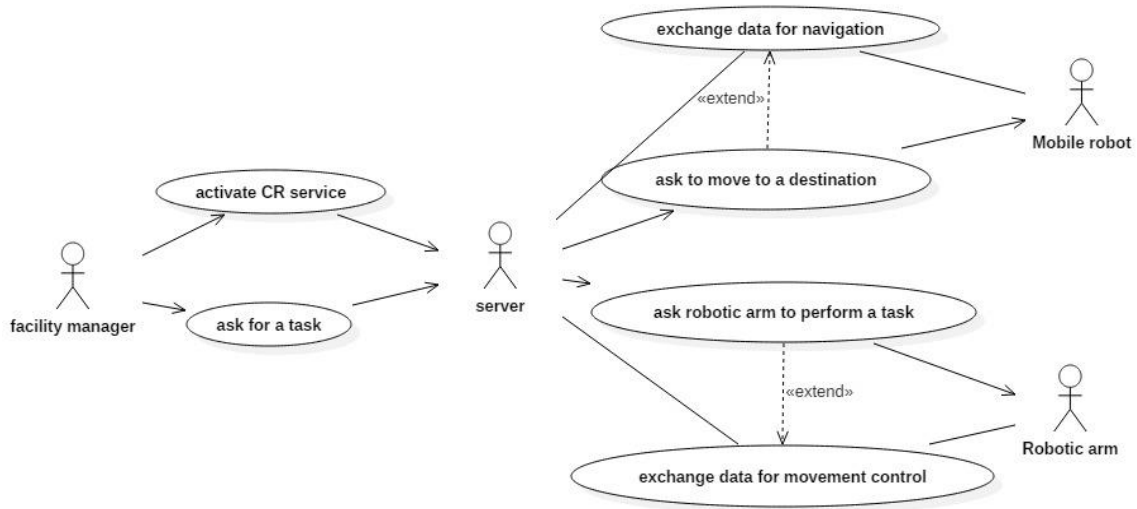 exchange data for navigation
«extend»
Mobile robot
ask to move to a destination
activate CR service
facility manager
server
ask for a task
ask robotic arm to perform a task
«extend»
Robotic arm
exchange data for movement control